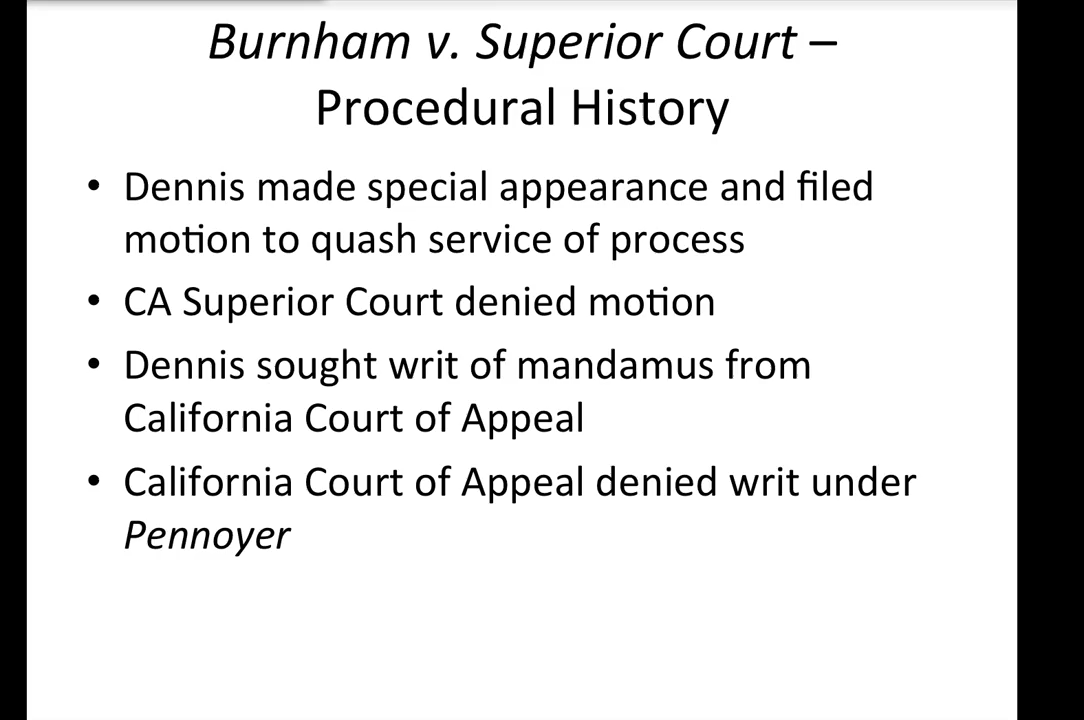 Burnham v. Superior Court –
Procedural History
• Dennis made special appearance and filed
motion to quash service of process
• CA Superior Court denied motion
• Dennis sought writ of mandamus from
California Court of Appeal
• California Court of Appeal denied writ under
Pennoyer